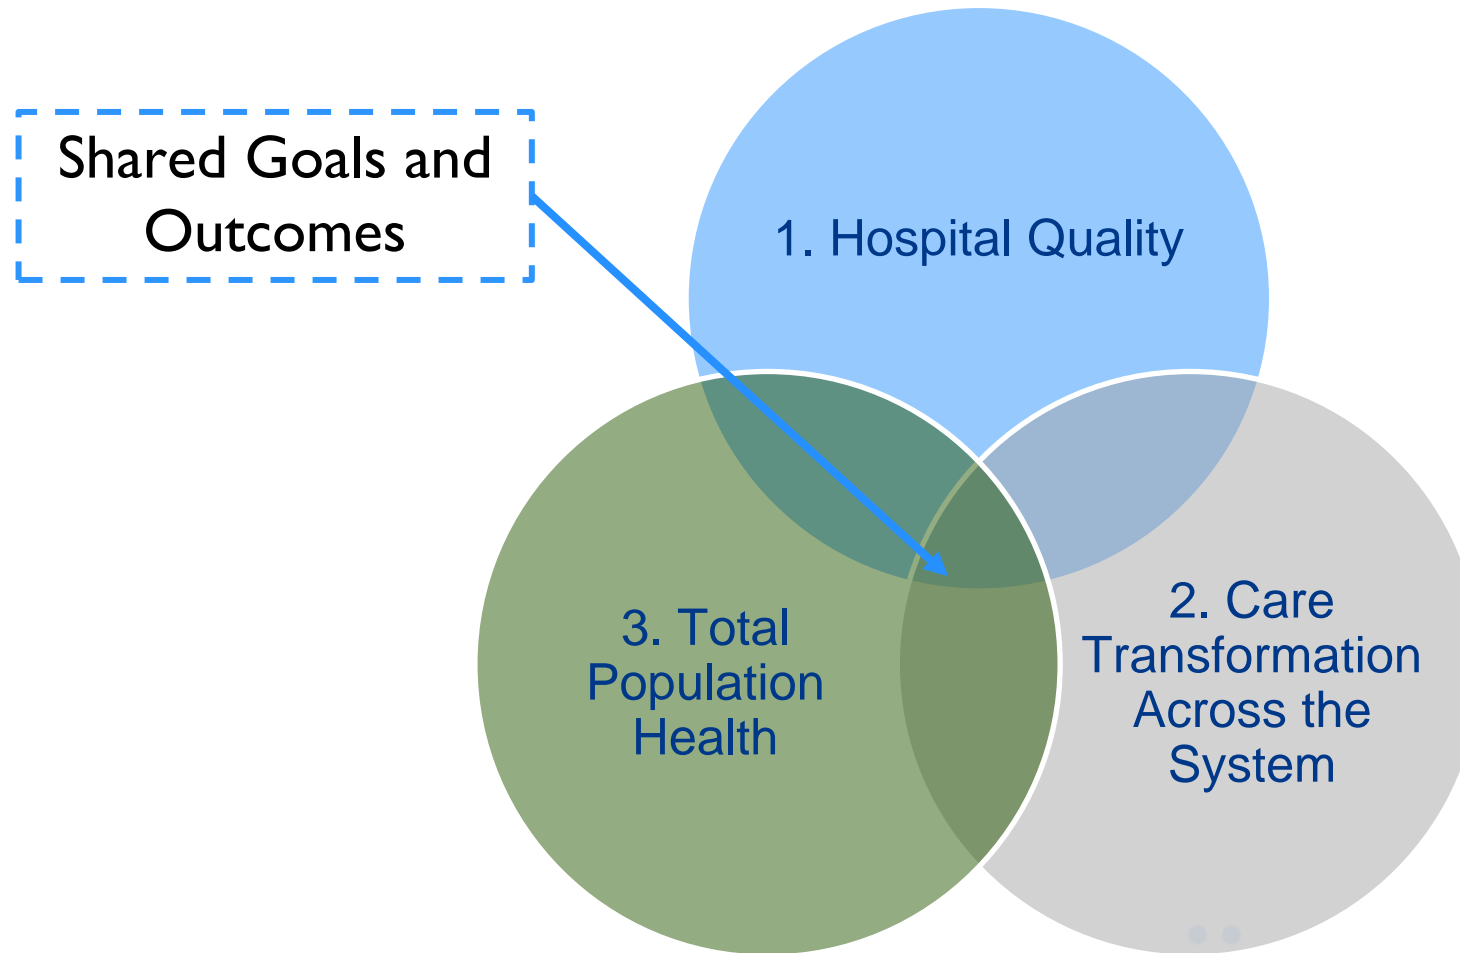 Shared Goals and
Outcomes
1. Hospital Quality
3. Total
Population
Health
2. Care
Transformation
Across the
System